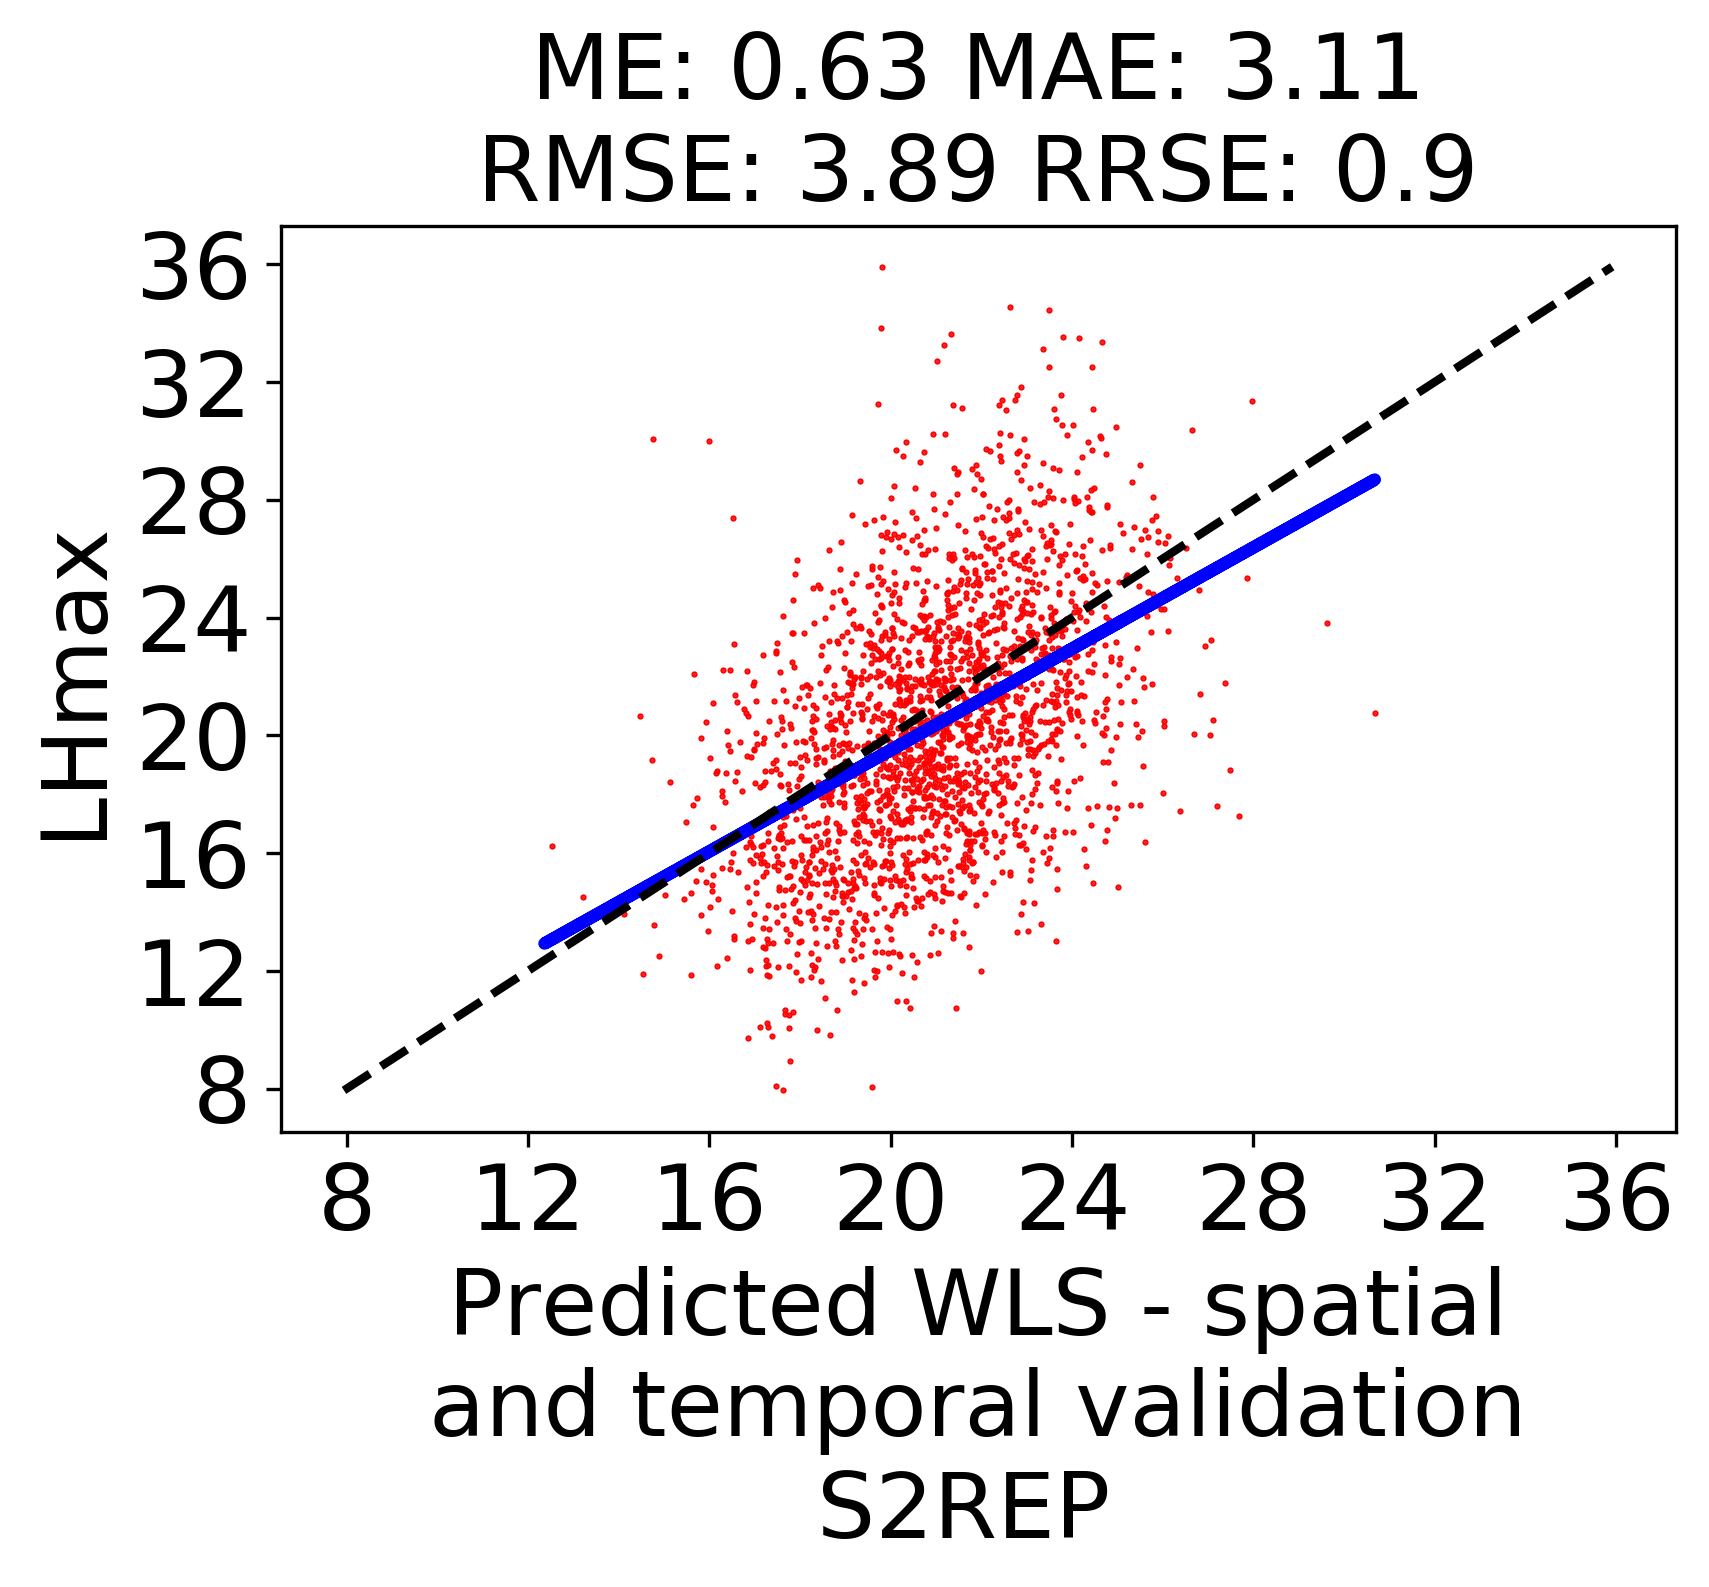 ME: 0.63 MAE: 3.11
RMSE: 3.89 RRSE: 0.9
36
32
28
24
20
16
12
8
LHmax
8 12 16 20 24 28 32 36
Predicted WLS - spatial
and temporal validation
S2REP